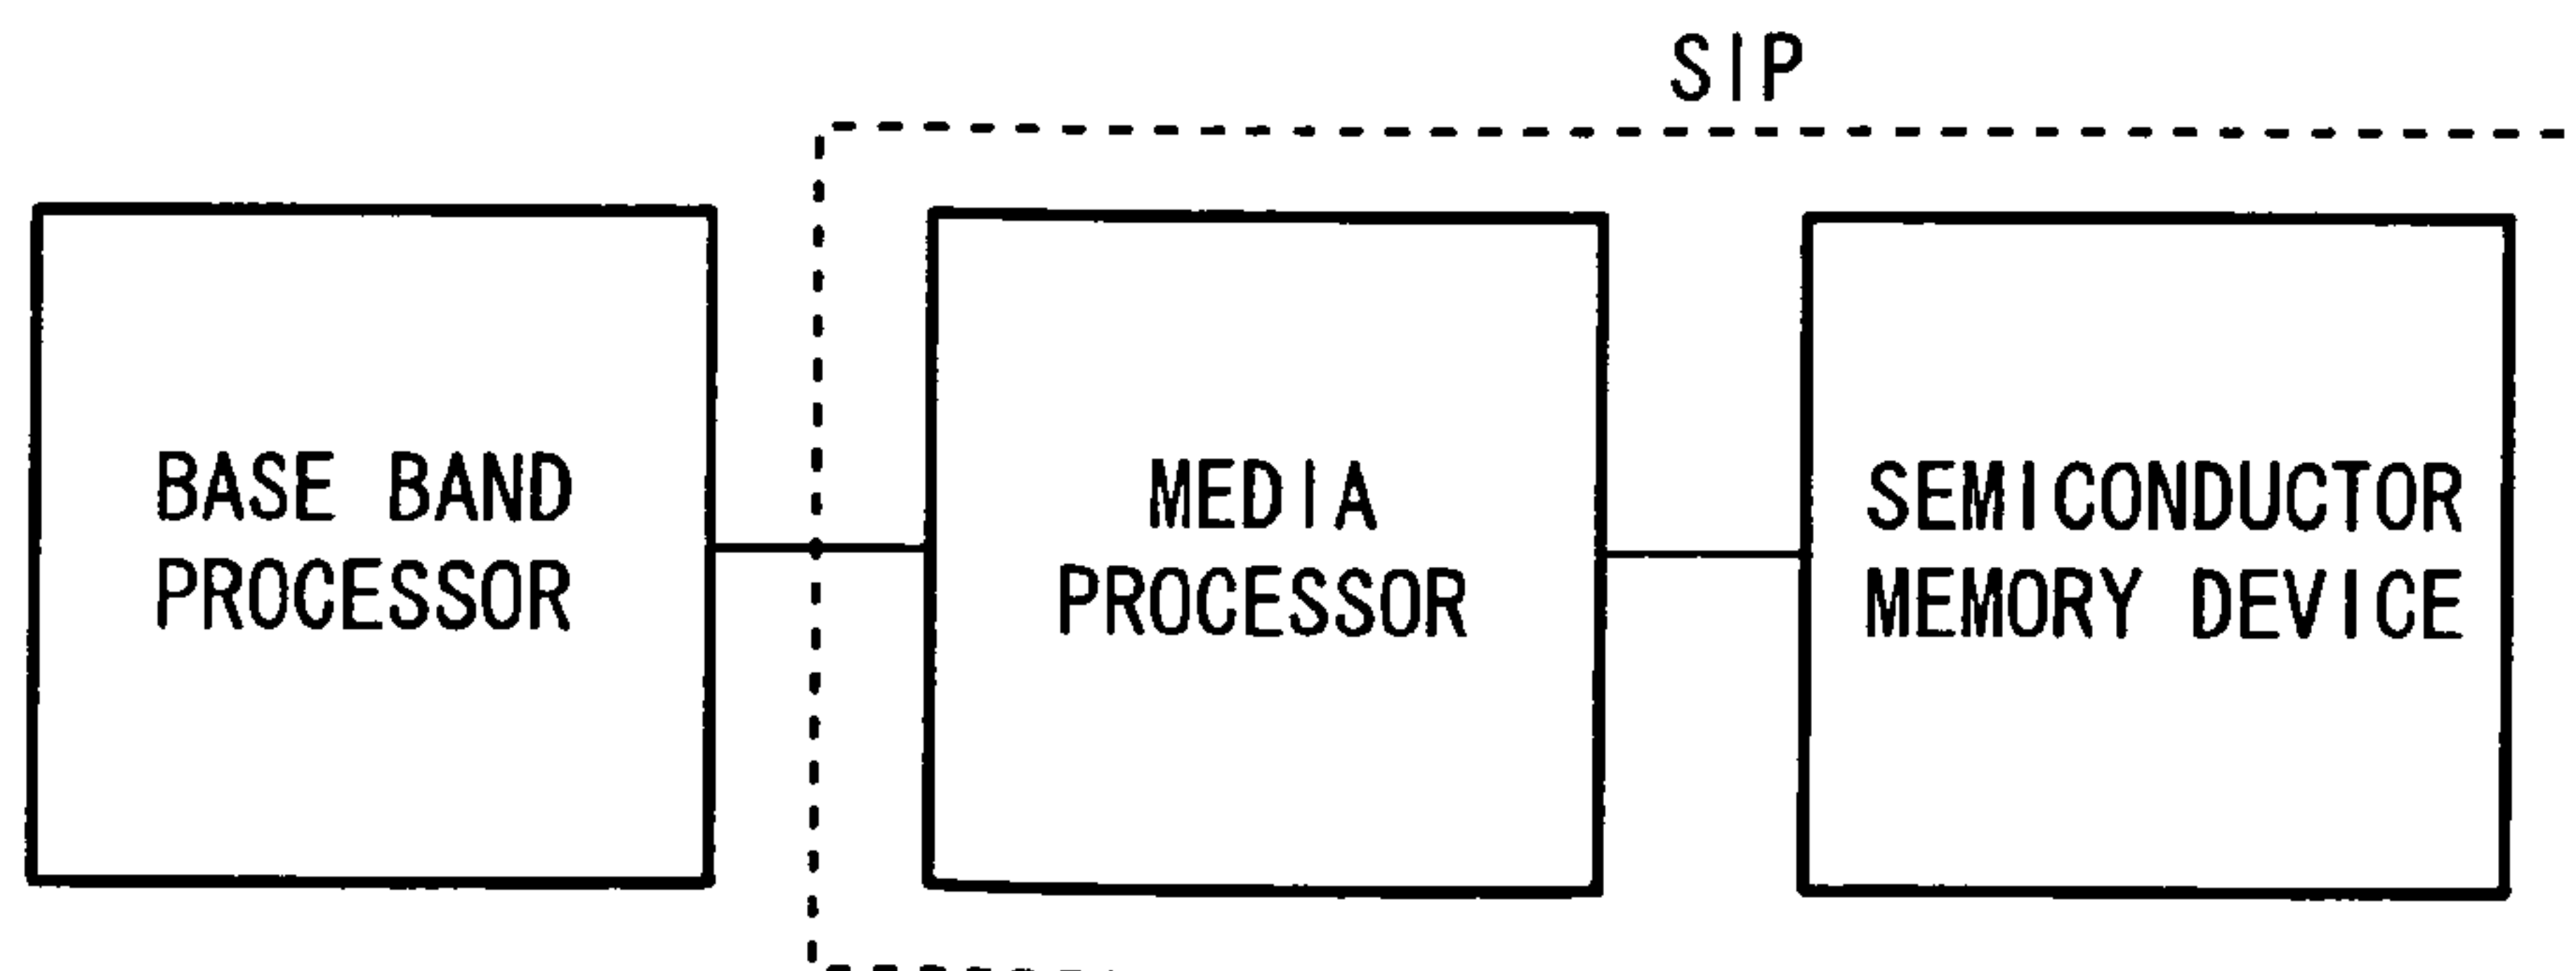 SIP
BASE BAND
PROCESSOR
MEDIA
PROCESSOR
SEMICONDUCTOR
MEMORY DEVICE